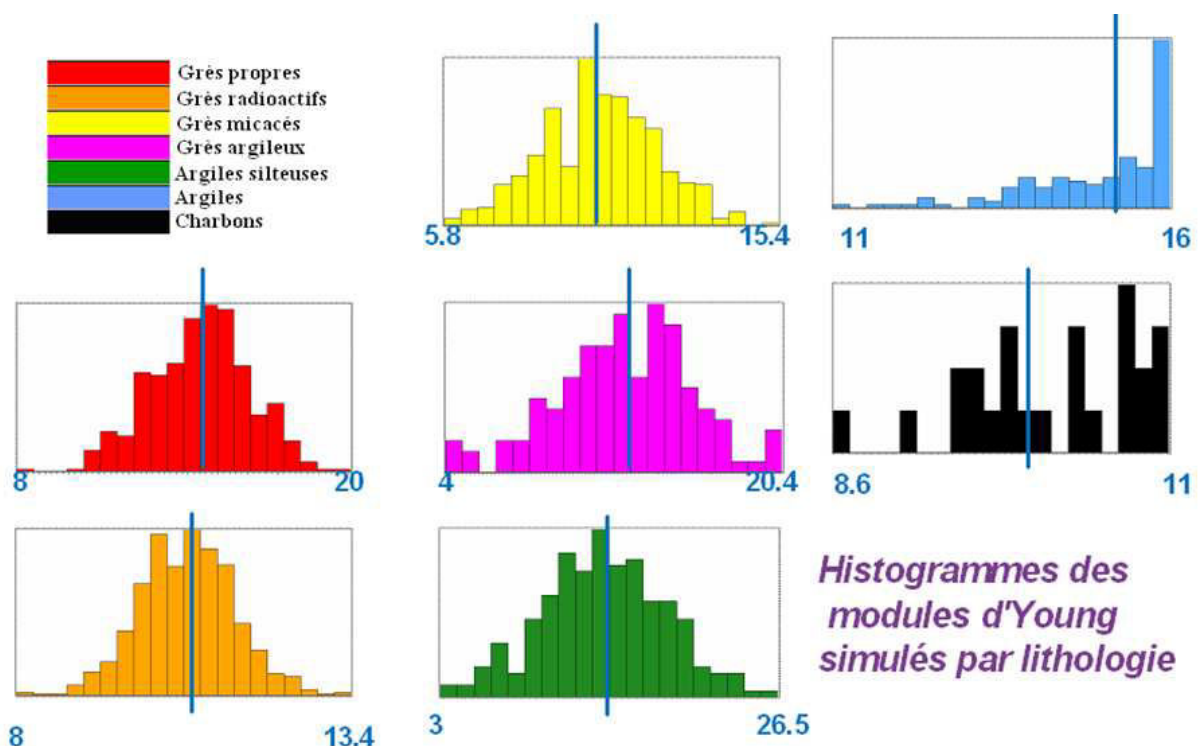 Grès propres
Grès radioactifs
Grès micacés
Grès argileux
Argiles silteuses
Argiles
Charbons
5.8 15.4
11 16
8 20
4 20.4
8.6 11
8 13.4
3 26.5
Histogrammes des
modules d'Young
simulés par lithologie